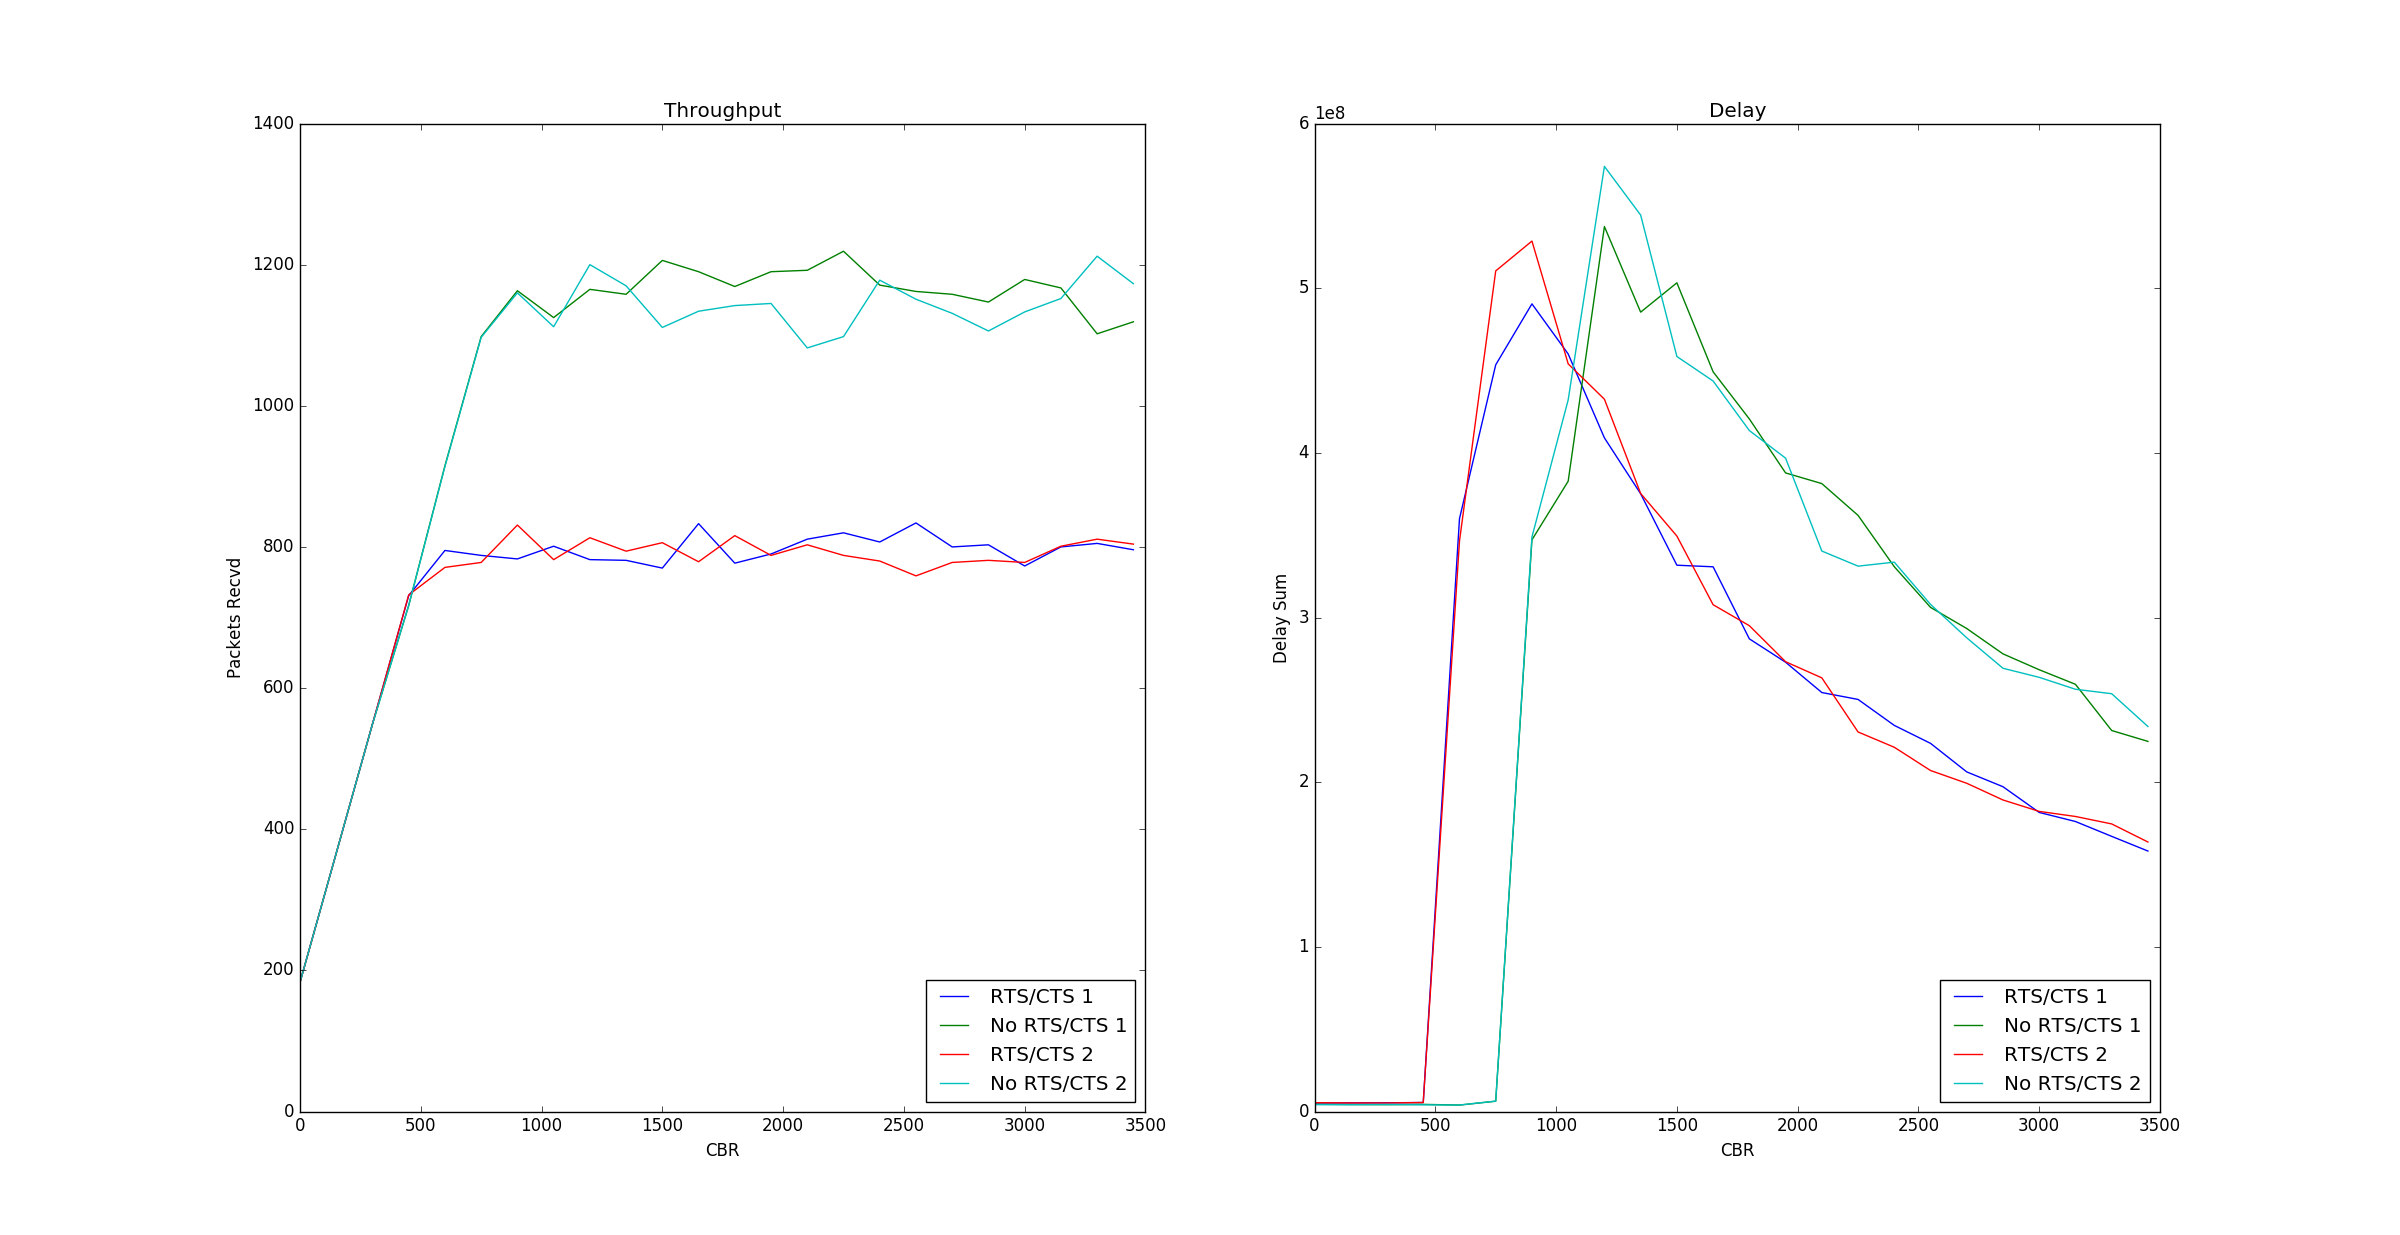 Throughput
1400
1200
1000
800
600
400
200
0
Packets Recvd
0 500 1000 1500 2000 2500 3000 3500
CBR
RTS/CTS 1
No RTS/CTS 1
RTS/CTS 2
No RTS/CTS 2
Delay
1e8
6
5
4
3
2
1
0
Delay Sum
0 500 1000 1500 2000 2500 3000 3500
CBR
RTS/CTS 1
No RTS/CTS 1
RTS/CTS 2
No RTS/CTS 2